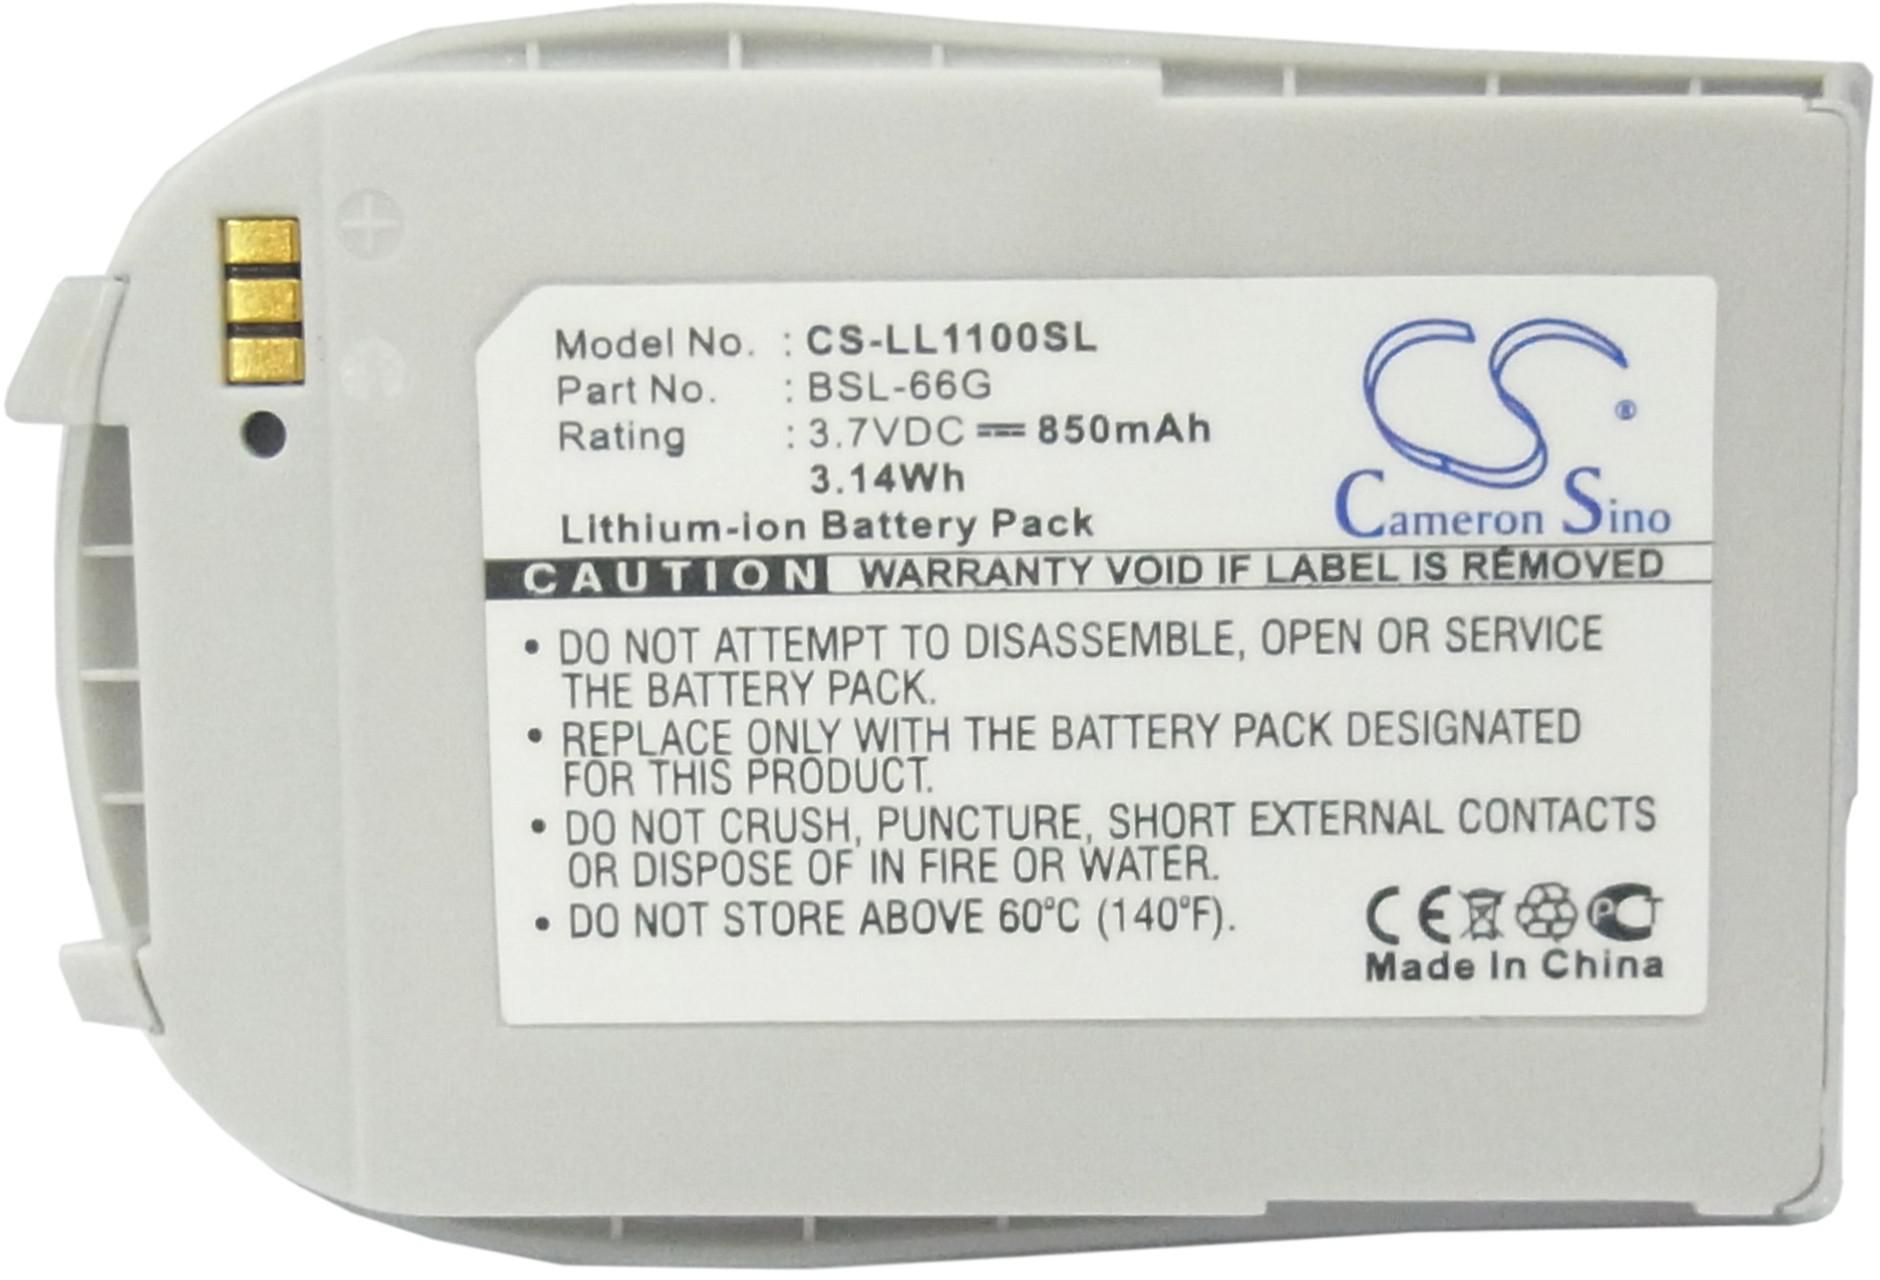 Model No. : CS-LL1100SL
Part No. : BSL-66G
Rating : 3.7VDC ⎓ 850mAh
3.14Wh
Lithium-ion Battery Pack
CS ®
Cameron Sino
CAUTION WARRANTY VOID IF LABEL IS REMOVED
• DO NOT ATTEMPT TO DISASSEMBLE, OPEN OR SERVICE
THE BATTERY PACK.
• REPLACE ONLY WITH THE BATTERY PACK DESIGNATED
FOR THIS PRODUCT.
• DO NOT CRUSH, PUNCTURE, SHORT EXTERNAL CONTACTS
OR DISPOSE OF IN FIRE OR WATER.
• DO NOT STORE ABOVE 60°C (140°F).
CE PCT
Made In China